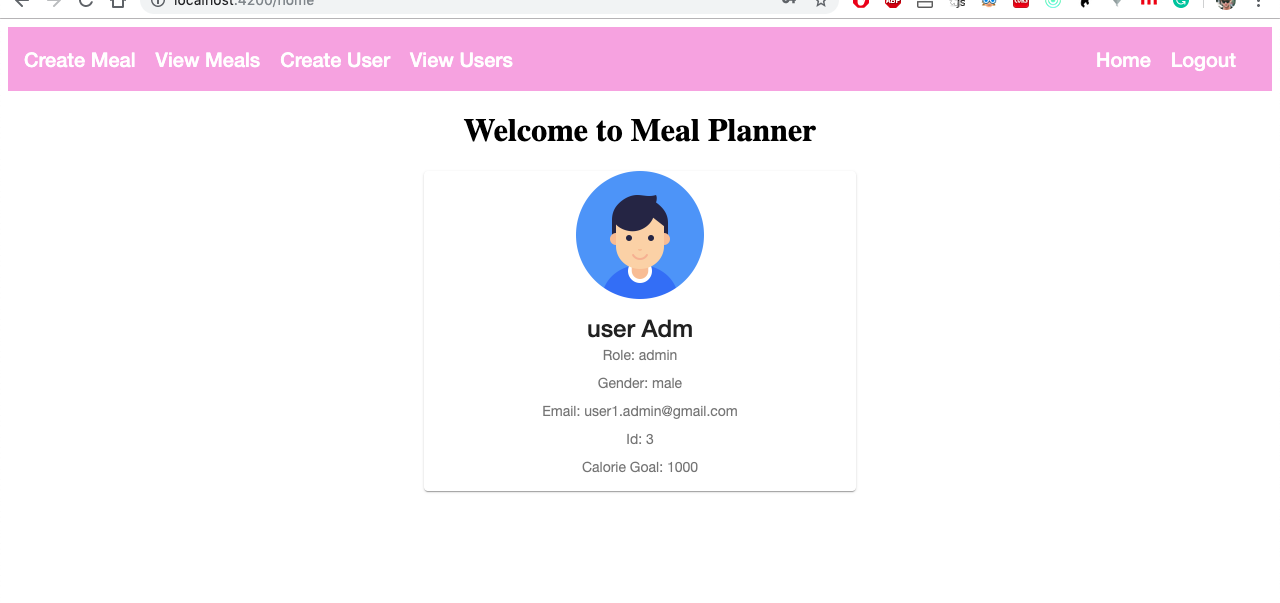 localhost:4200/home
Create Meal View Meals Create User View Users Home Logout
Welcome to Meal Planner
user Adm
Role: admin
Gender: male
Email: user1.admin@gmail.com
Id: 3
Calorie Goal: 1000